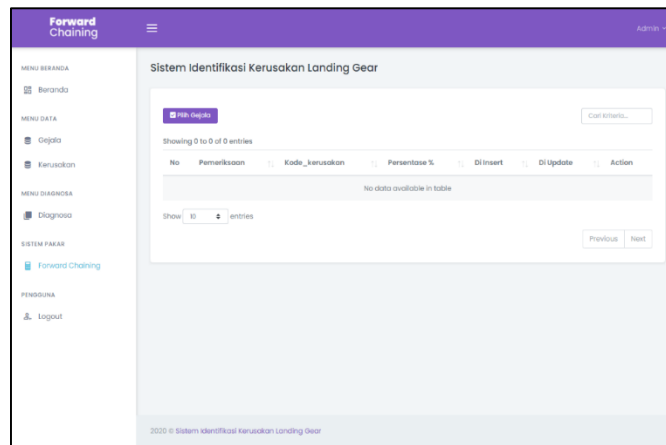 Forward
Chaining
Admin
MENU BERANDA
Beranda
MENU DATA
Gejala
Kerusakan
MENU DIAGNOSA
Diagnosa
SISTEM PAKAR
Forward Chaining
PENGGUNA
Logout
Sistem Identifikasi Kerusakan Landing Gear
Pilih Gejala
Cari Kriteria...
Showing 0 to 0 of 0 entries
No Pemeriksaan Kode_kerusakan Persentase % Di Insert Di Update Action
No data available in table
Show 10 entries
Previous Next
2020 © Sistem Identifikasi Kerusakan Landing Gear